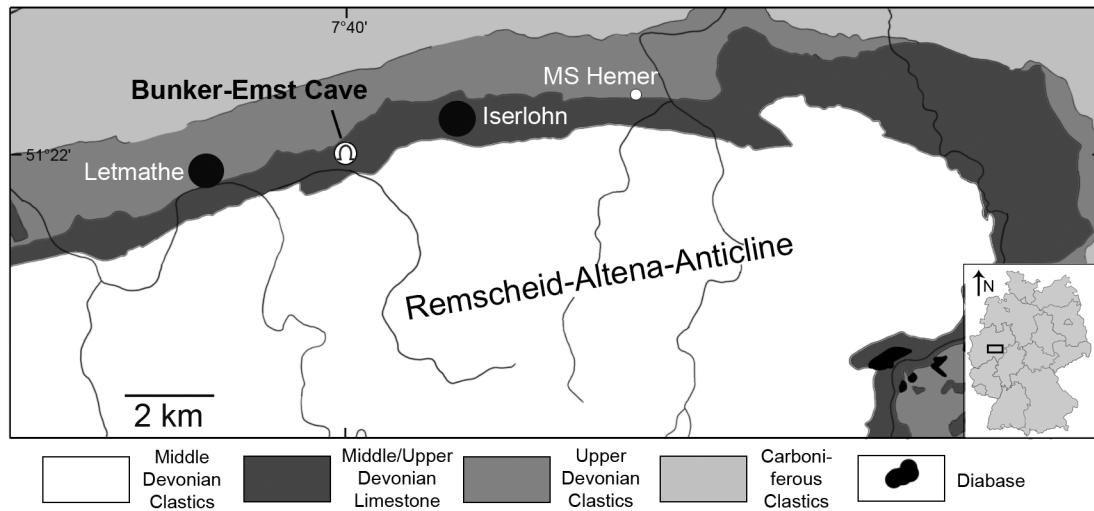 7°40'
MS Hemer
Bunker-Emst Cave
Iserlohn
51°22'
Letmathe
Remscheid-Altena-Anticline
N
2 km
Middle
Devonian
Clastics
Middle/Upper
Devonian
Limestone
Upper
Devonian
Clastics
Carboni-
ferous
Clastics
Diabase